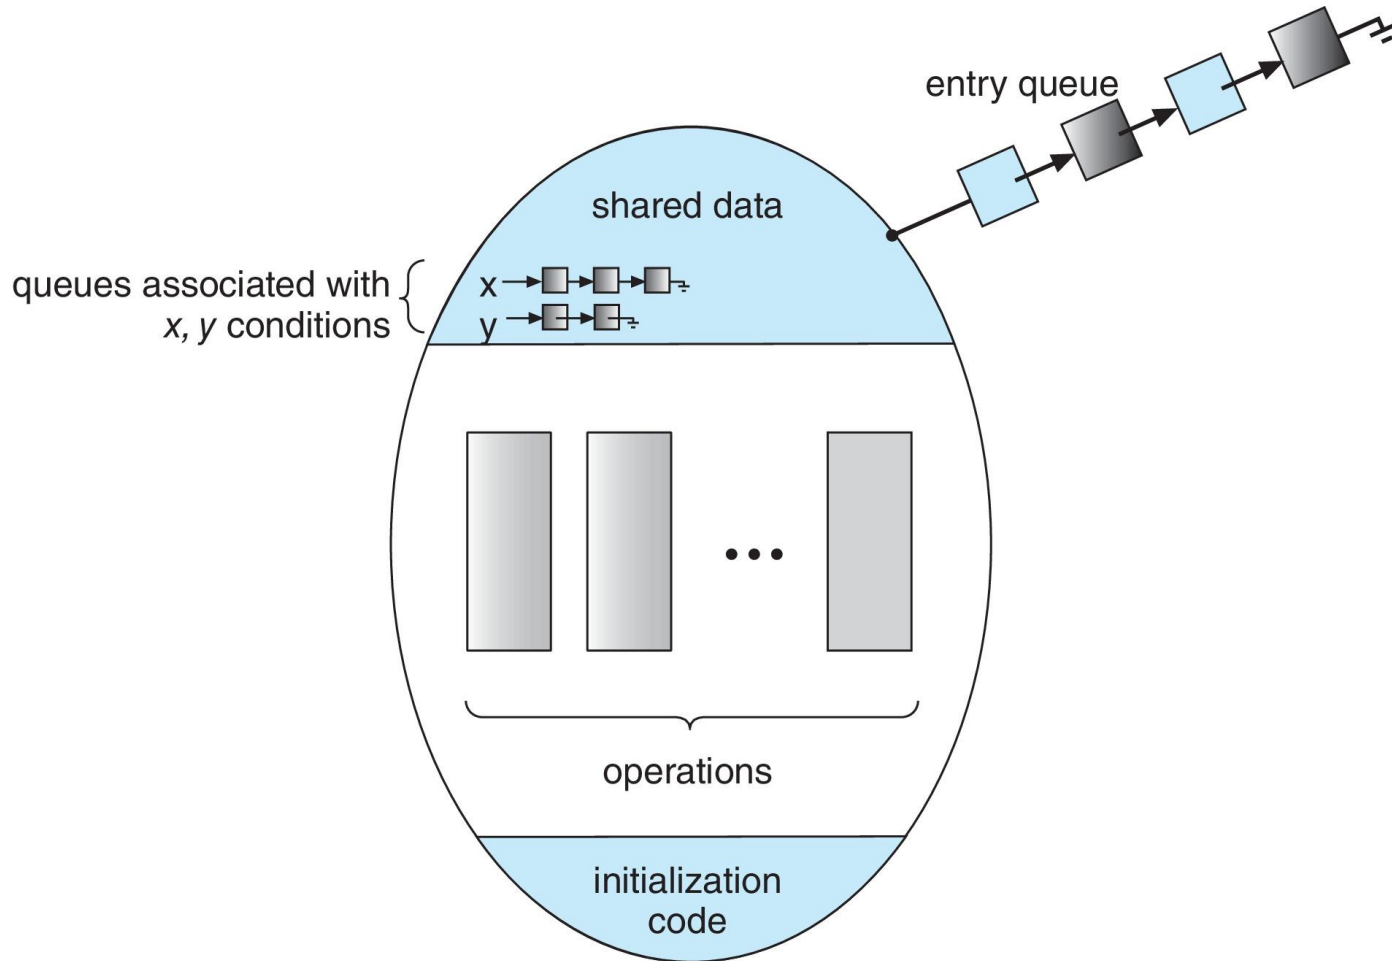 entry queue
shared data
queues associated with
x, y conditions
x
y
operations
initialization
code